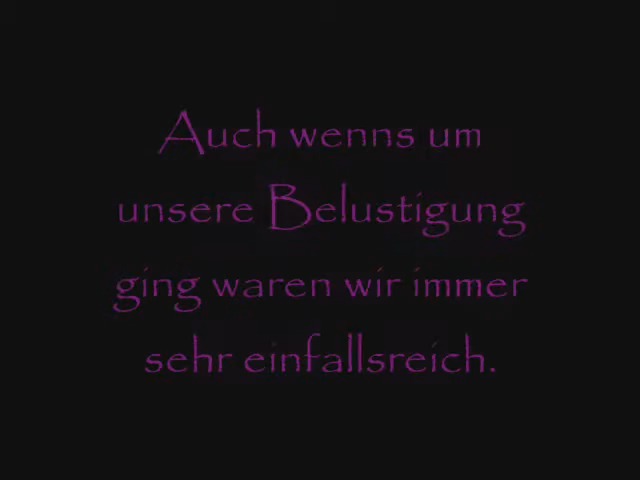 Auch wenns um
unsere Belustigung
ging waren wir immer
sehr einfallsreich.